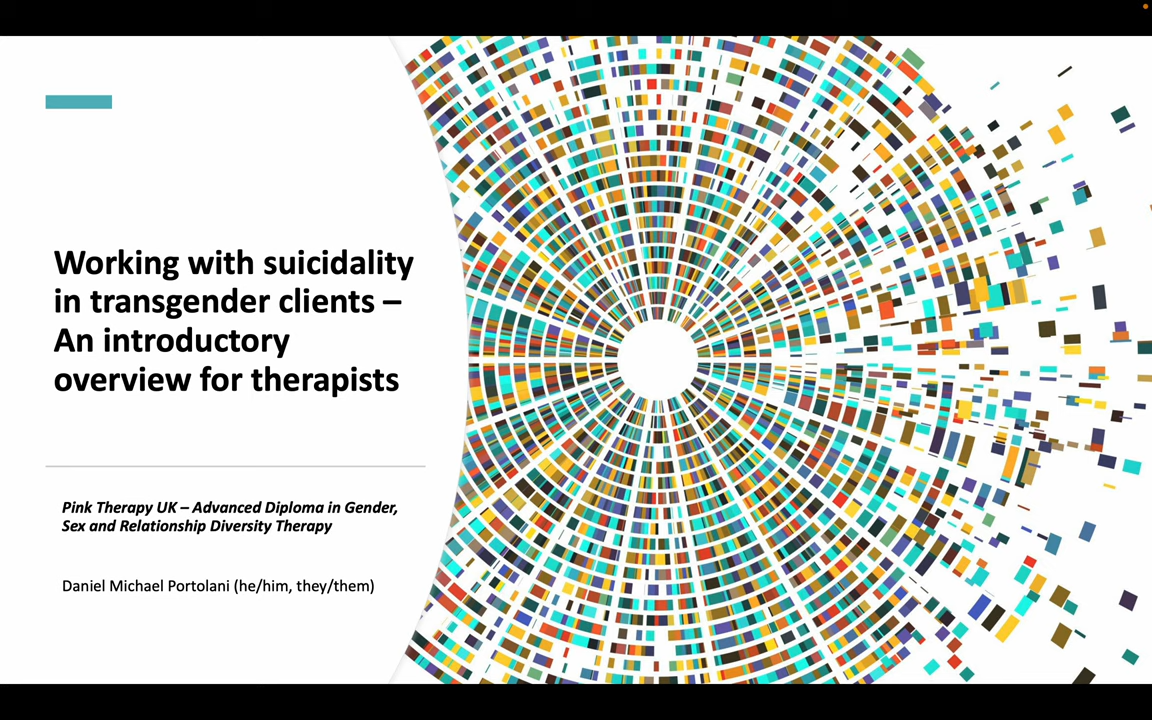 Working with suicidality
in transgender clients –
An introductory
overview for therapists
Pink Therapy UK – Advanced Diploma in Gender,
Sex and Relationship Diversity Therapy
Daniel Michael Portolani (he/him, they/them)